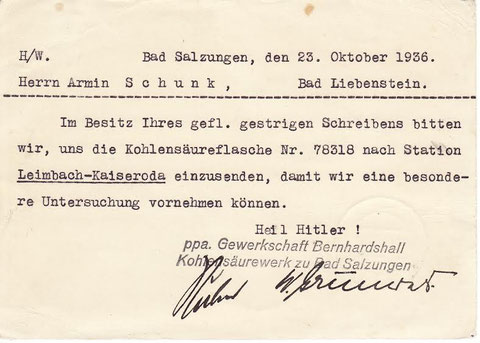 H/W. Bad Salzungen, den 23. Oktober 1936.
Herrn Armin S c h u n k , Bad Liebenstein.
Im Besitz Ihres gefl. gestrigen Schreibens bitten
wir, uns die Kohlensäureflasche Nr. 78318 nach Station
Leimbach-Kaiseroda einzusenden, damit wir eine besonde-
re Untersuchung vornehmen können.
Heil Hitler !
ppa. Gewerkschaft Bernhardshall
Kohlensäurewerk zu Bad Salzungen